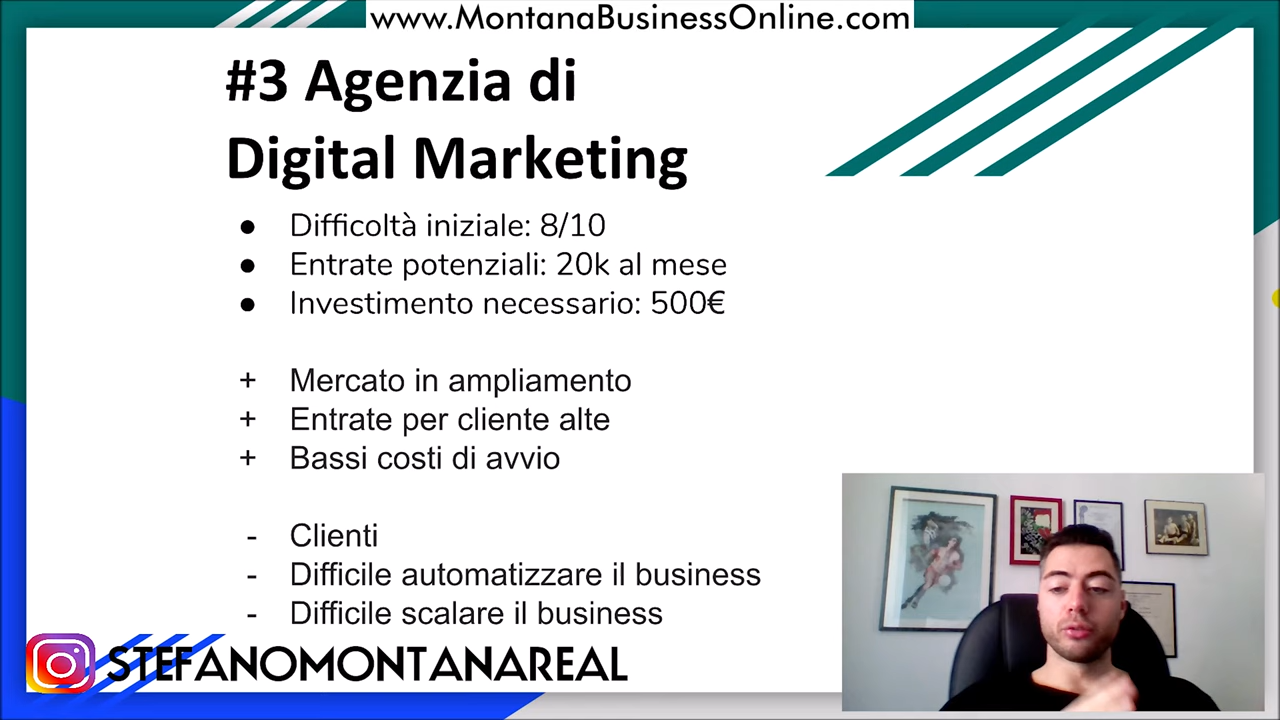 www.MontanaBusinessOnline.com
#3 Agenzia di
Digital Marketing
● Difficoltà iniziale: 8/10
● Entrate potenziali: 20k al mese
● Investimento necessario: 500€
+ Mercato in ampliamento
+ Entrate per cliente alte
+ Bassi costi di avvio
- Clienti
- Difficile automatizzare il business
- Difficile scalare il business
STEFANOMONTANAREAL